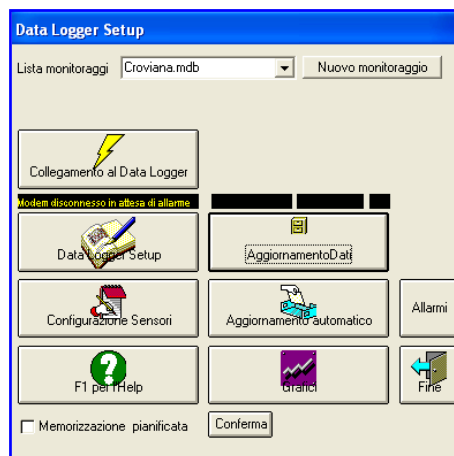 Data Logger Setup
Lista monitoraggi Croviana.mdb Nuovo monitoraggio
Collegamento al Data Logger
Modem disconnesso in attesa di allarme
Data Logger Setup AggiornamentoDati
Configurazione Sensori Aggiornamento automatico Allarmi
F1 per l'Help Grafici Fine
Memorizzazione pianificata Conferma